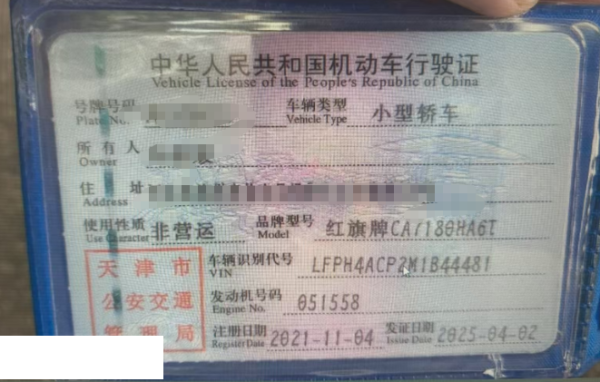 中华人民共和国机动车行驶证
Vehicle License of the People's Republic of China
号牌号码 车辆类型 小型轿车
Plate No. Vehicle Type
所有人
Owner
住址
Address
使用性质 非营运 品牌型号 红旗牌CA7180HA6T
Use Character Model
天津市 车辆识别代号 LFPH4ACP2M1B44481
VIN
公安交通 发动机号码 051558
Engine No.
管理局 注册日期 2021-11-04 发证日期 2025-04-02
Register Date Issue Date